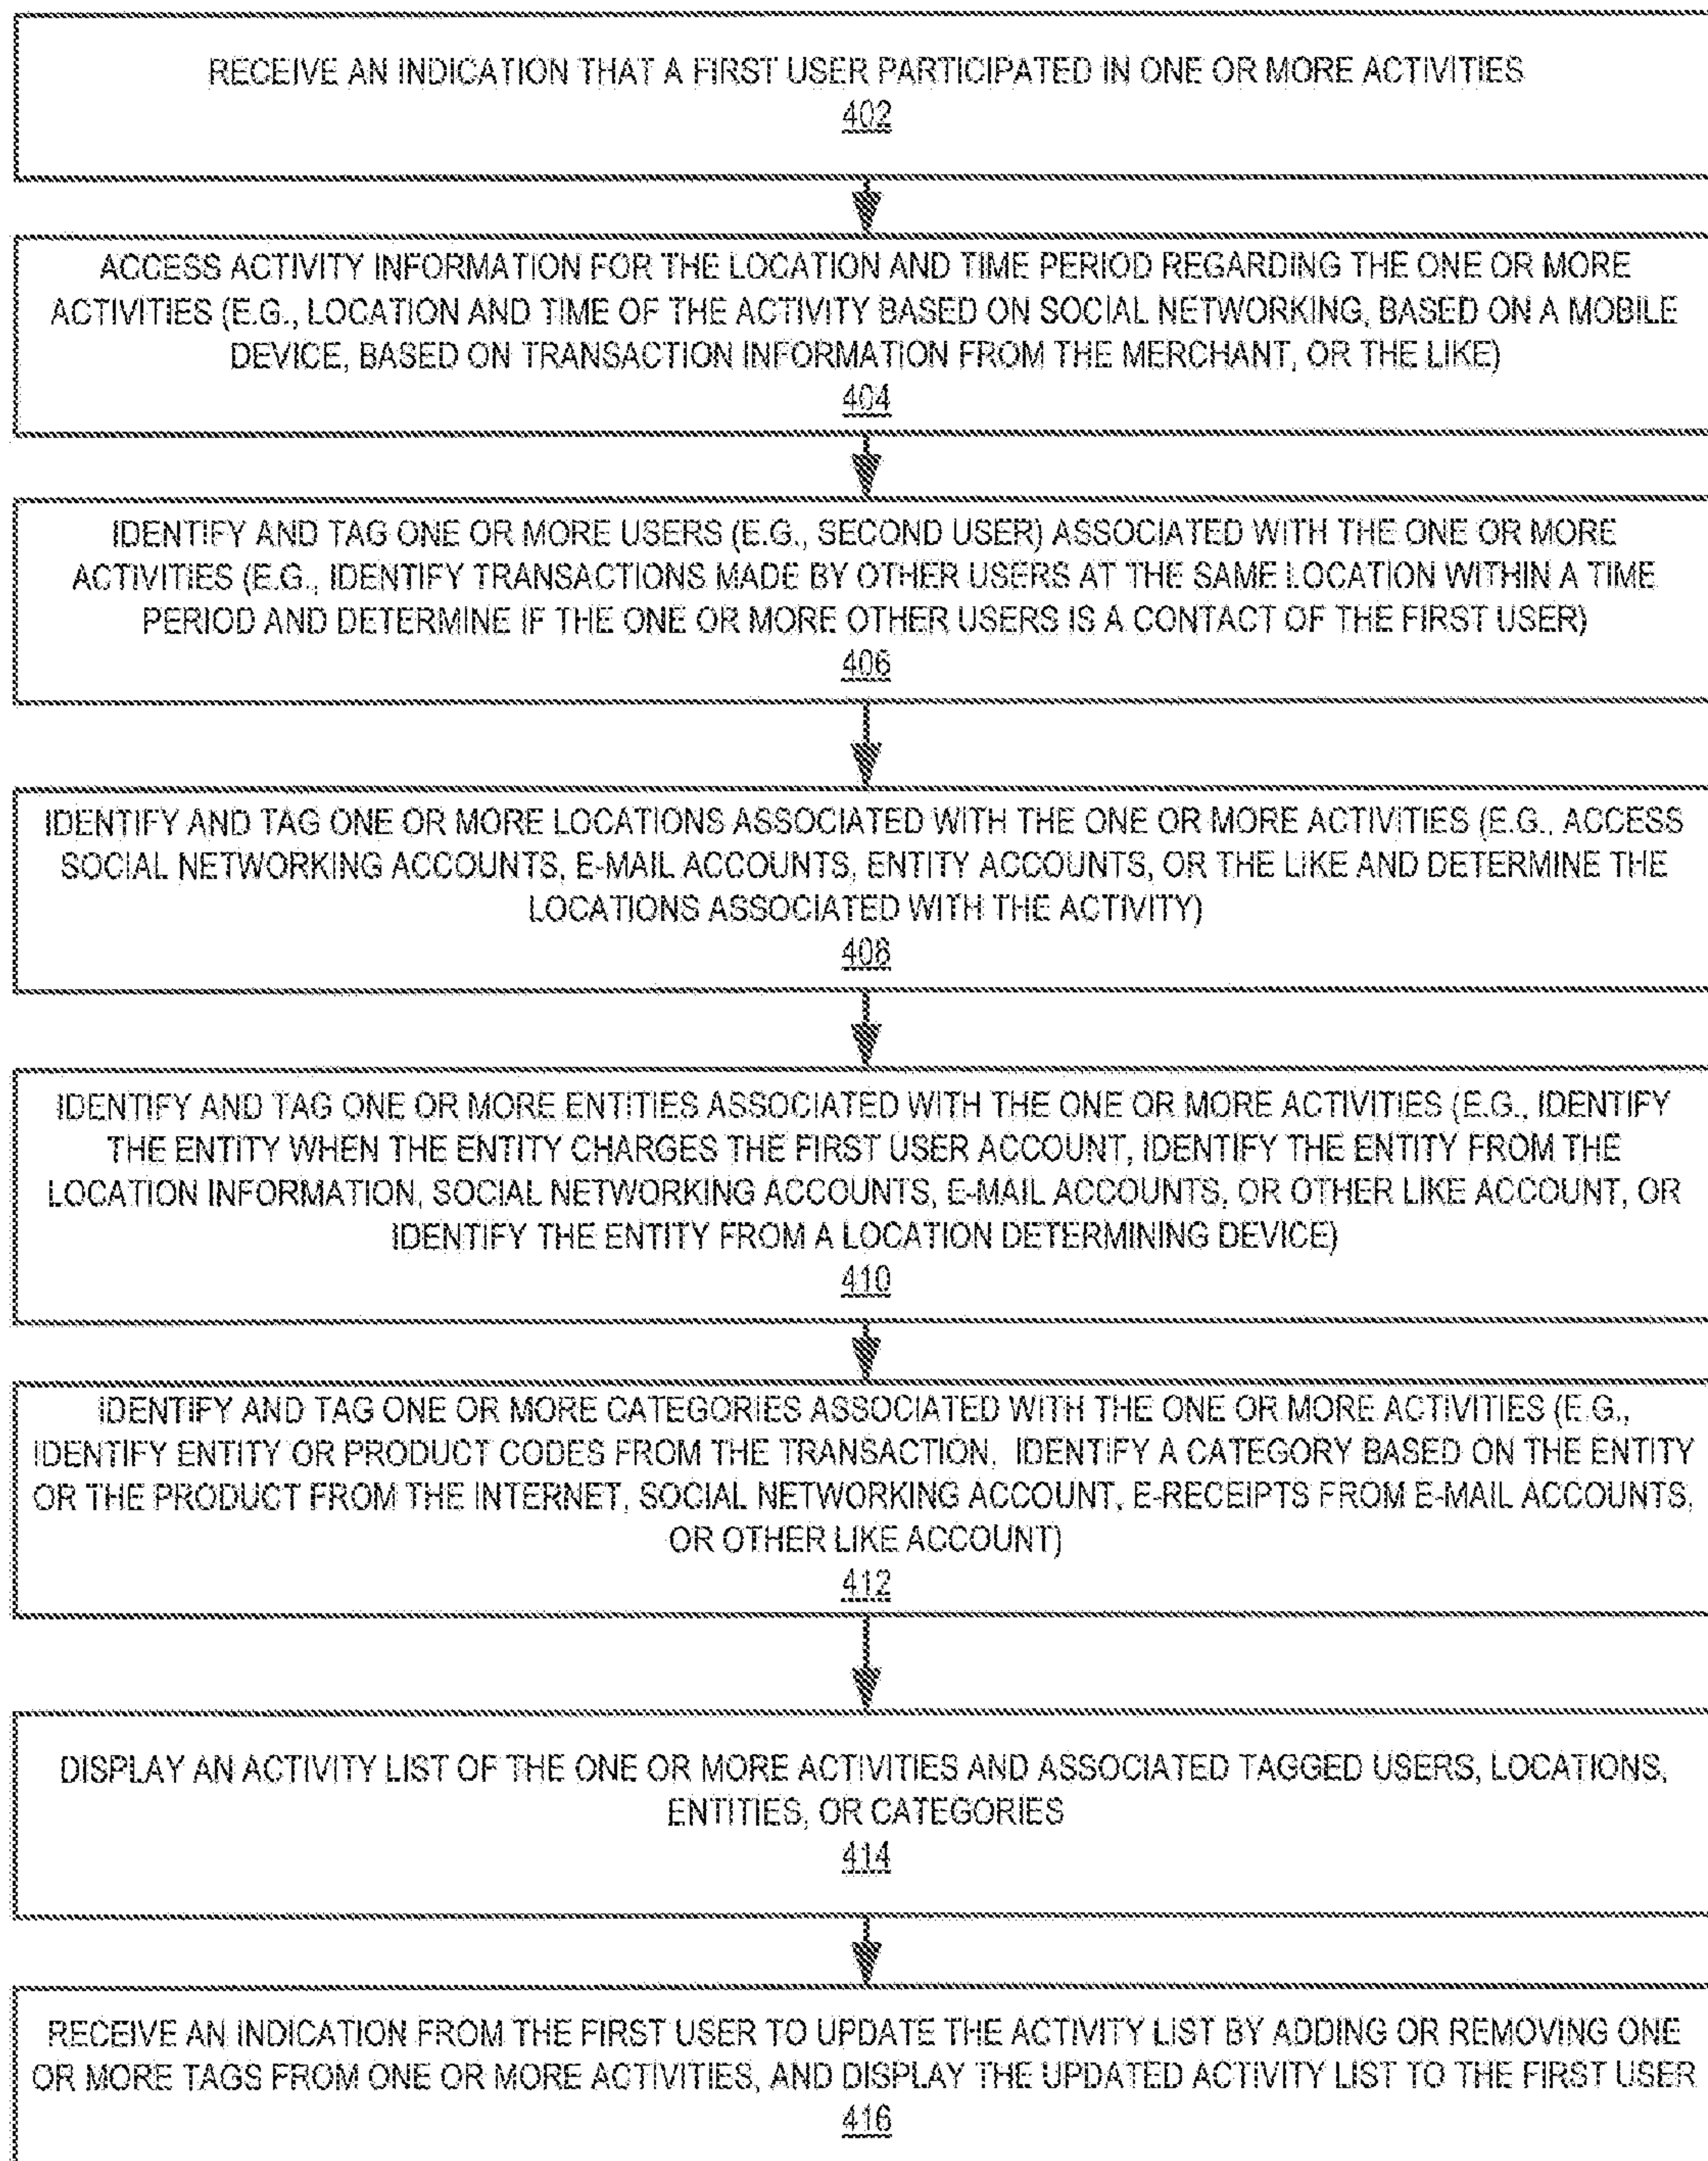 RECEIVE AN INDICATION THAT A FIRST USER PARTICIPATED IN ONE OR MORE ACTIVITIES
402
ACCESS ACTIVITY INFORMATION FOR THE LOCATION AND TIME PERIOD REGARDING THE ONE OR MORE
ACTIVITIES (E.G., LOCATION AND TIME OF THE ACTIVITY BASED ON SOCIAL NETWORKING, BASED ON A MOBILE
DEVICE, BASED ON TRANSACTION INFORMATION FROM THE MERCHANT, OR THE LIKE)
404
IDENTIFY AND TAG ONE OR MORE USERS (E.G., SECOND USER) ASSOCIATED WITH THE ONE OR MORE
ACTIVITIES (E.G., IDENTIFY TRANSACTIONS MADE BY OTHER USERS AT THE SAME LOCATION WITHIN A TIME
PERIOD AND DETERMINE IF THE ONE OR MORE OTHER USERS IS A CONTACT OF THE FIRST USER)
406
IDENTIFY AND TAG ONE OR MORE LOCATIONS ASSOCIATED WITH THE ONE OR MORE ACTIVITIES (E.G., ACCESS
SOCIAL NETWORKING ACCOUNTS, E-MAIL ACCOUNTS, ENTITY ACCOUNTS, OR THE LIKE AND DETERMINE THE
LOCATIONS ASSOCIATED WITH THE ACTIVITY)
408
IDENTIFY AND TAG ONE OR MORE ENTITIES ASSOCIATED WITH THE ONE OR MORE ACTIVITIES (E.G., IDENTIFY
THE ENTITY WHEN THE ENTITY CHARGES THE FIRST USER ACCOUNT, IDENTIFY THE ENTITY FROM THE
LOCATION INFORMATION, SOCIAL NETWORKING ACCOUNTS, E-MAIL ACCOUNTS, OR OTHER LIKE ACCOUNT, OR
IDENTIFY THE ENTITY FROM A LOCATION DETERMINING DEVICE)
410
IDENTIFY AND TAG ONE OR MORE CATEGORIES ASSOCIATED WITH THE ONE OR MORE ACTIVITIES (E.G.,
IDENTIFY ENTITY OR PRODUCT CODES FROM THE TRANSACTION, IDENTIFY A CATEGORY BASED ON THE ENTITY
OR THE PRODUCT FROM THE INTERNET, SOCIAL NETWORKING ACCOUNT, E-RECEIPTS FROM E-MAIL ACCOUNTS,
OR OTHER LIKE ACCOUNT)
412
DISPLAY AN ACTIVITY LIST OF THE ONE OR MORE ACTIVITIES AND ASSOCIATED TAGGED USERS, LOCATIONS,
ENTITIES, OR CATEGORIES
414
RECEIVE AN INDICATION FROM THE FIRST USER TO UPDATE THE ACTIVITY LIST BY ADDING OR REMOVING ONE
OR MORE TAGS FROM ONE OR MORE ACTIVITIES, AND DISPLAY THE UPDATED ACTIVITY LIST TO THE FIRST USER
416